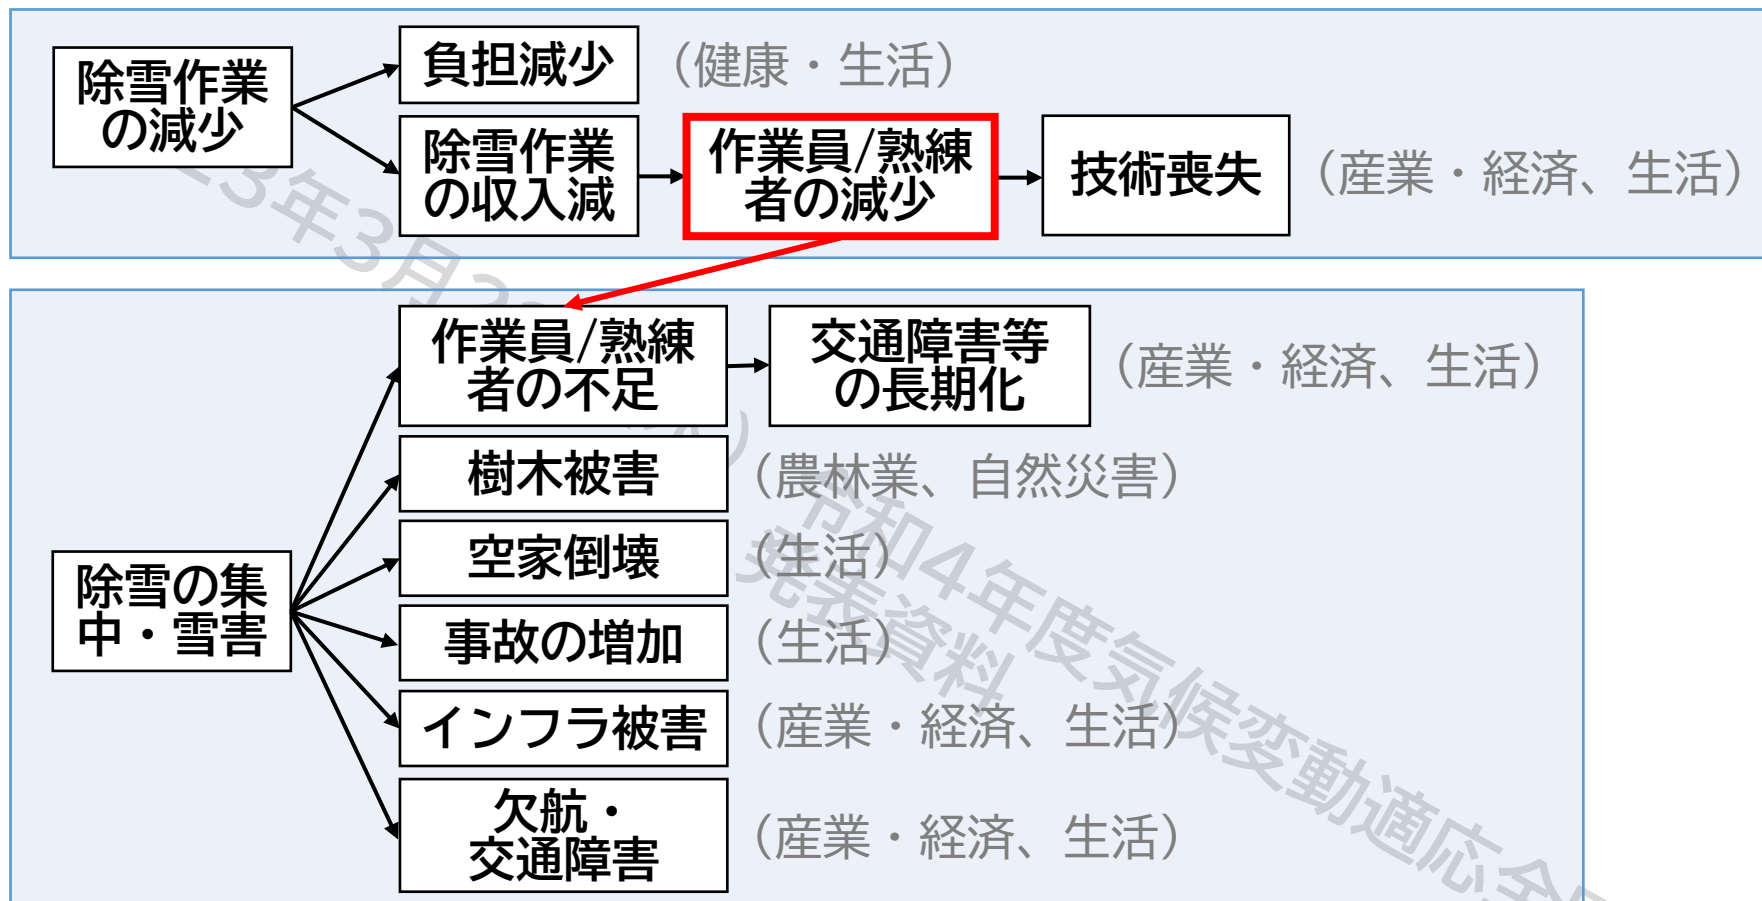 除雪作業
の減少
負担減少
（健康・生活）
除雪作業
の収入減
作業員/熟練
者の減少
技術喪失
（産業・経済、生活）
作業員/熟練
者の不足
交通障害等
の長期化
（産業・経済、生活）
樹木被害
（農林業、自然災害）
空家倒壊
（生活）
除雪の集
中・雪害
事故の増加
（生活）
インフラ被害
（産業・経済、生活）
欠航・
交通障害
（産業・経済、生活）
23年3月2
令和4年度気候変動適応全国
発表資料